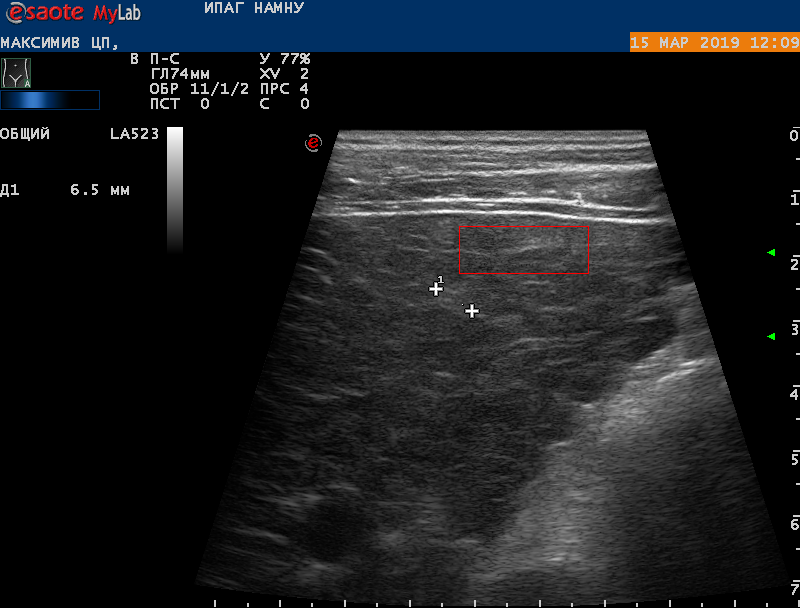 esaote MyLab
ИПАГ НАМНУ
МАКСИМИВ ЦП,
15 МАР 2019 12:09
В П-С У 77%
ГЛ74мм XV 2
ОБР 11/1/2 ПРС 4
ПСТ 0 С 0
A
ОБЩИЙ LA523
e
0
Д1 6.5 мм
1
2
1
3
4
5
6
7